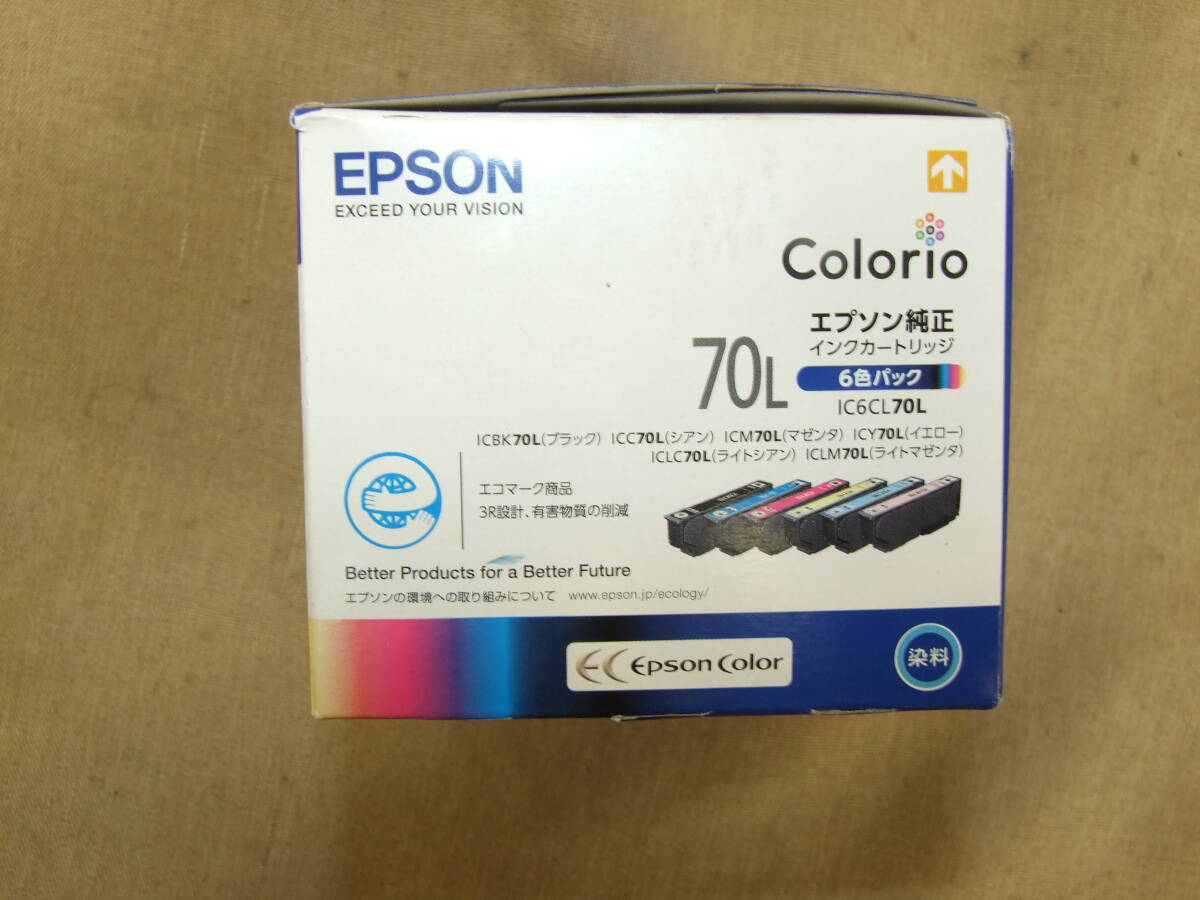 EPSON
EXCEED YOUR VISION
Colorio
エプソン純正
インクカートリッジ
70L
6色パック
IC6CL70L
ICBK70L(ブラック) ICC70L(シアン) ICM70L(マゼンタ) ICY70L(イエロー)
ICLC70L(ライトシアン) ICLM70L(ライトマゼンタ)
エコマーク商品
3R設計、有害物質の削減
Better Products for a Better Future
エプソンの環境への取り組みについて www.epson.jp/ecology/
EC Epson Color
染料